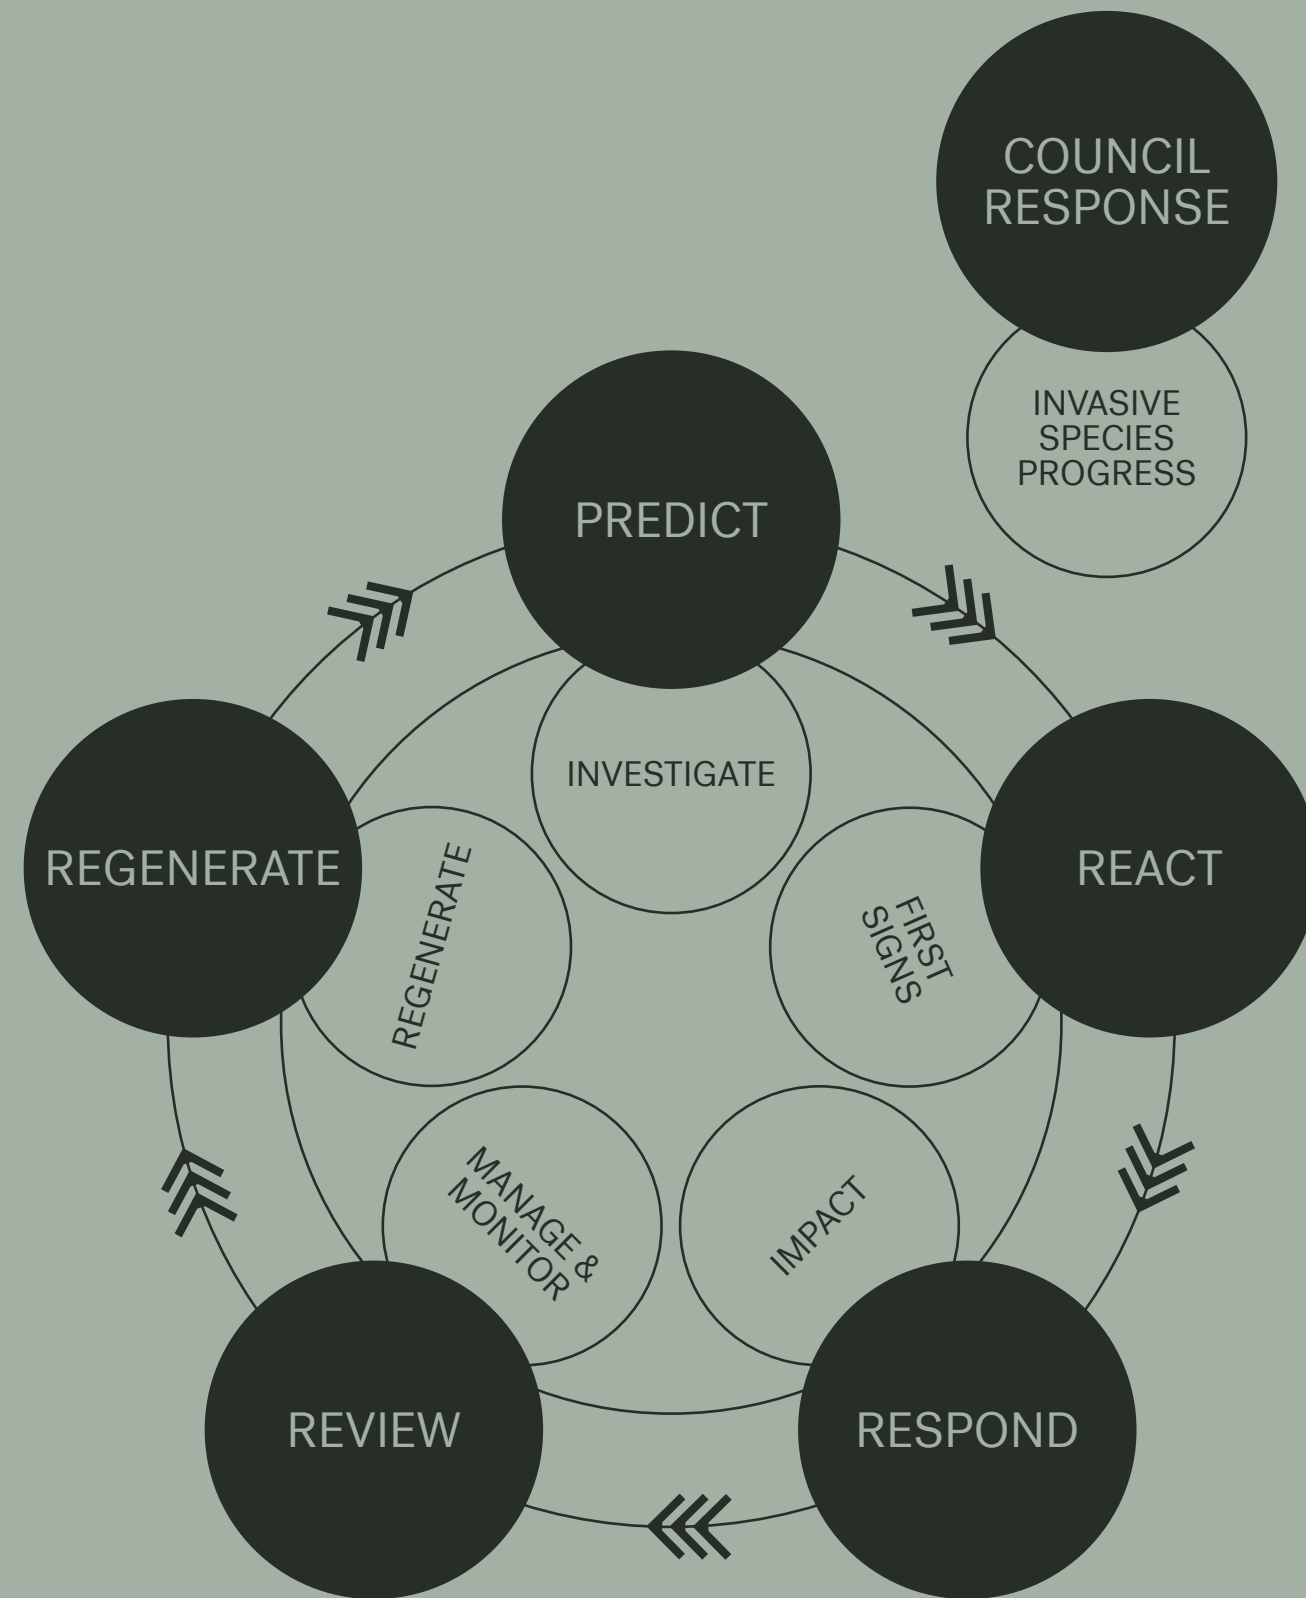 COUNCIL
RESPONSE
INVASIVE
SPECIES
PROGRESS
PREDICT
INVESTIGATE
REACT
FIRST
SIGNS
RESPOND
IMPACT
REVIEW
MANAGE &
MONITOR
REGENERATE
REGENERATE